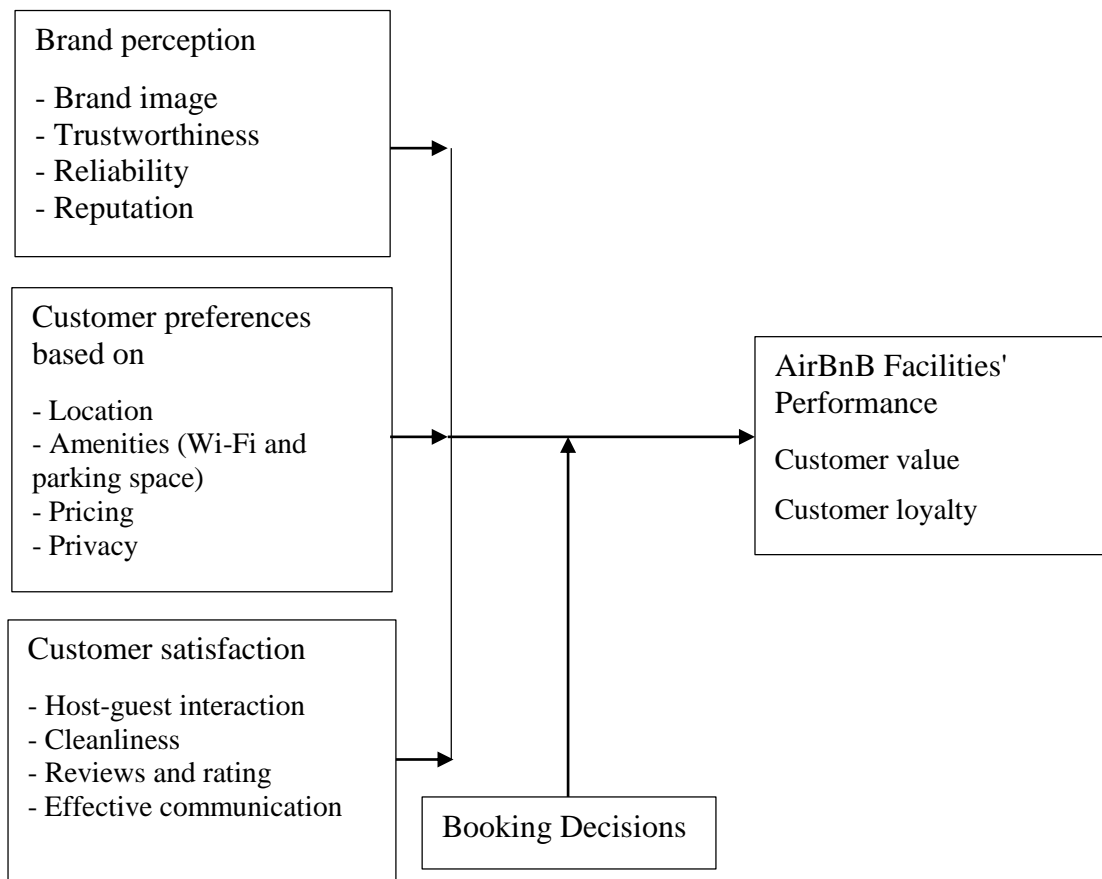 Brand perception
- Brand image
- Trustworthiness
- Reliability
- Reputation
Customer preferences
based on
- Location
- Amenities (Wi-Fi and
parking space)
- Pricing
- Privacy
AirBnB Facilities'
Performance
Customer value
Customer loyalty
Customer satisfaction
- Host-guest interaction
- Cleanliness
- Reviews and rating
- Effective communication
Booking Decisions